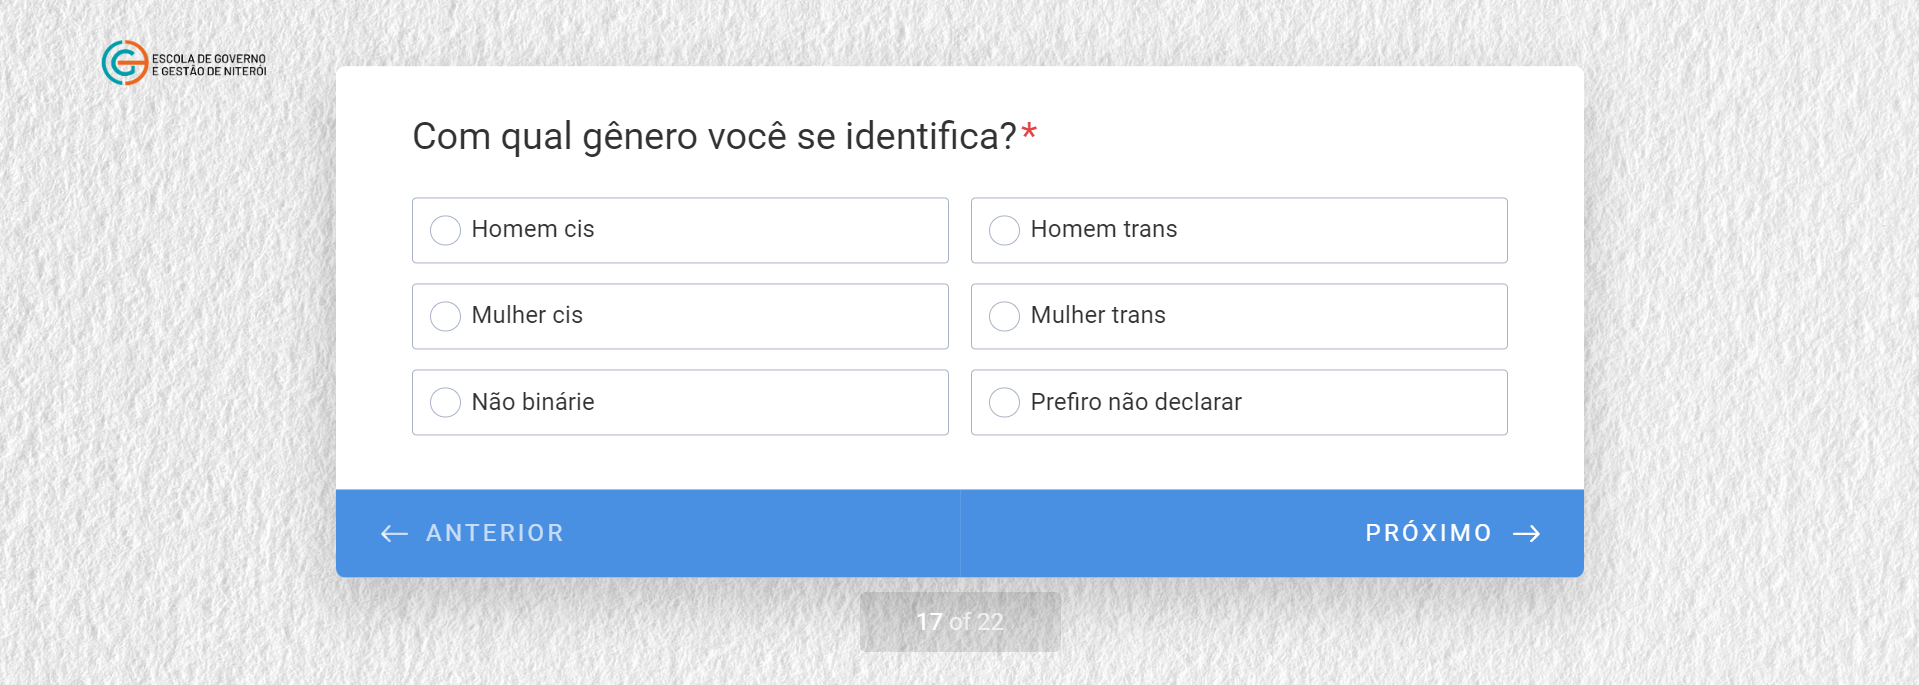 ESCOLA DE GOVERNO
E GESTÃO DE NITERÓI
Com qual gênero você se identifica?*
Homem cis
Homem trans
Mulher cis
Mulher trans
Não binárie
Prefiro não declarar
ANTERIOR
PRÓXIMO
17 of 22